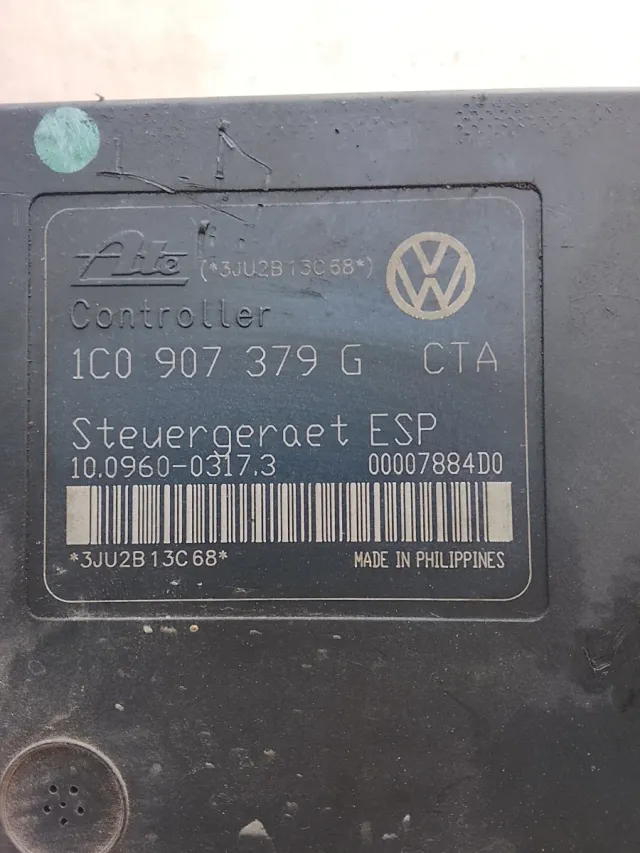 Ate (*3JU2B13C68*)
Controller
1C0 907 379 G CTA
Steuergeraet ESP
10.0960-0317.3 00007884D0
*3JU2B13C68* MADE IN PHILIPPINES